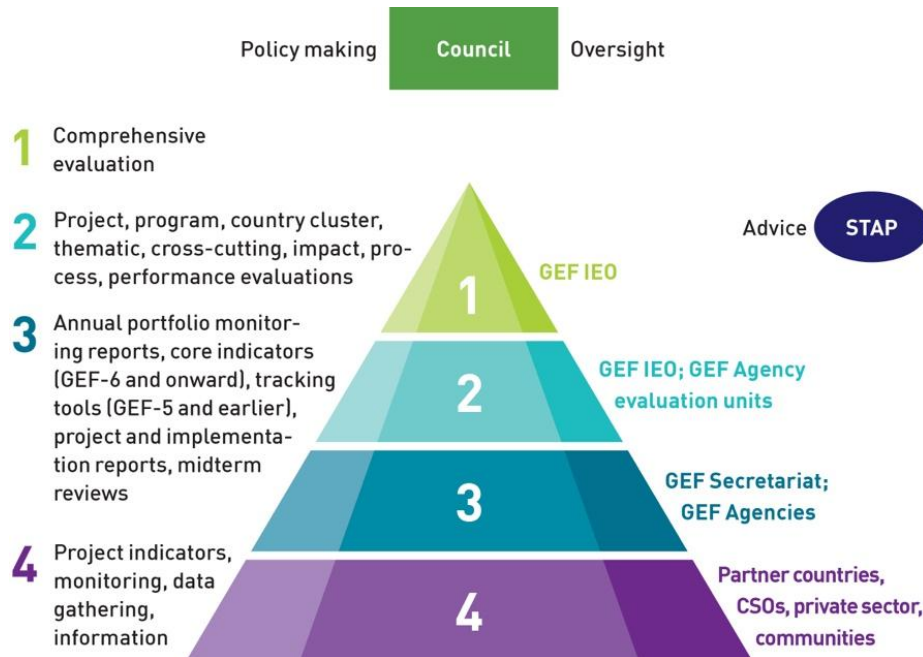 Policy making
Council
Oversight
1
Comprehensive
evaluation
2
Project, program, country cluster,
thematic, cross-cutting, impact, pro-
cess, performance evaluations
3
Annual portfolio monitor-
ing reports, core indicators
(GEF-6 and onward), tracking
tools (GEF-5 and earlier),
project and implementa-
tion reports, midterm
reviews
4
Project indicators,
monitoring, data
gathering,
information
Advice
STAP
1
GEF IEO
2
GEF IEO; GEF Agency
evaluation units
3
GEF Secretariat;
GEF Agencies
4
Partner countries,
CSOs, private sector,
communities